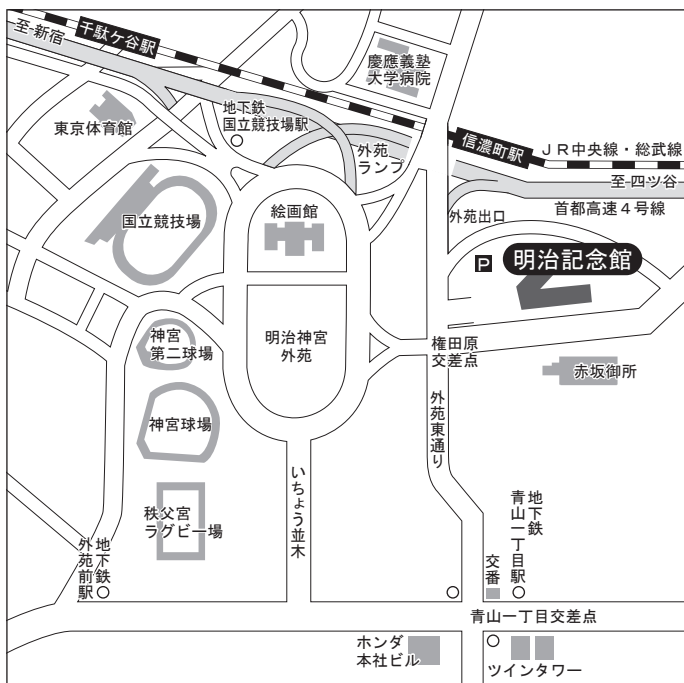 至新宿
千駄ケ谷駅
慶應義塾
大学病院
東京体育館
地下鉄
国立競技場駅
外苑
ランプ
信濃町駅
JR中央線・総武線
至四ツ谷
首都高速4号線
外苑出口
国立競技場
絵画館
P
明治記念館
神宮
第二球場
明治神宮
外苑
権田原
交差点
赤坂御所
神宮球場
外苑東通り
いちょう並木
秩父宮
ラグビー場
地下鉄
外苑前駅
地下鉄
青山一丁目駅
交番
青山一丁目交差点
ホンダ
本社ビル
ツインタワー